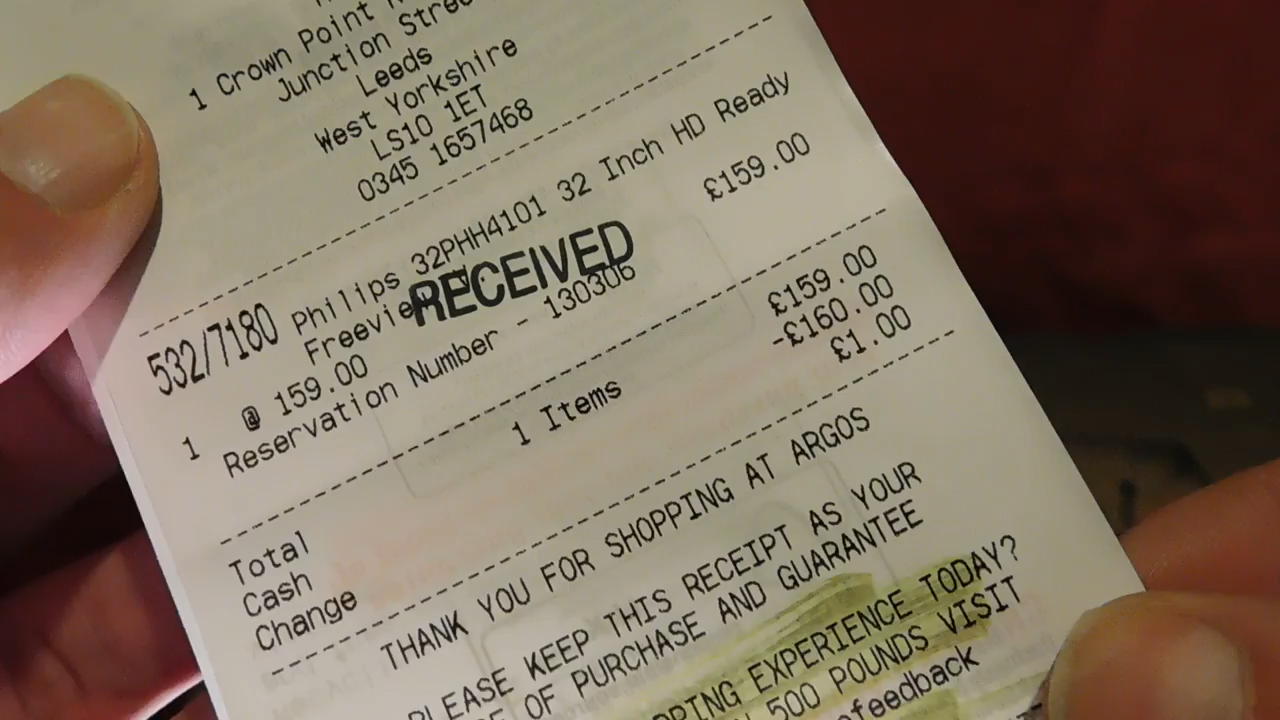 1 Crown Point
Junction Stree
Leeds
West Yorkshire
LS10 1ET
0345 1657468
532/7180 Philips 32PHH4101 32 Inch HD Ready
Freevie
RECEIVED
1 @ 159.00 £159.00
Reservation Number - 130306
1 Items
Total £159.00
Cash -£160.00
Change £1.00
THANK YOU FOR SHOPPING AT ARGOS
PLEASE KEEP THIS RECEIPT AS YOUR
OF PURCHASE AND GUARANTEE
EXPERIENCE TODAY?
500 POUNDS VISIT
feedback